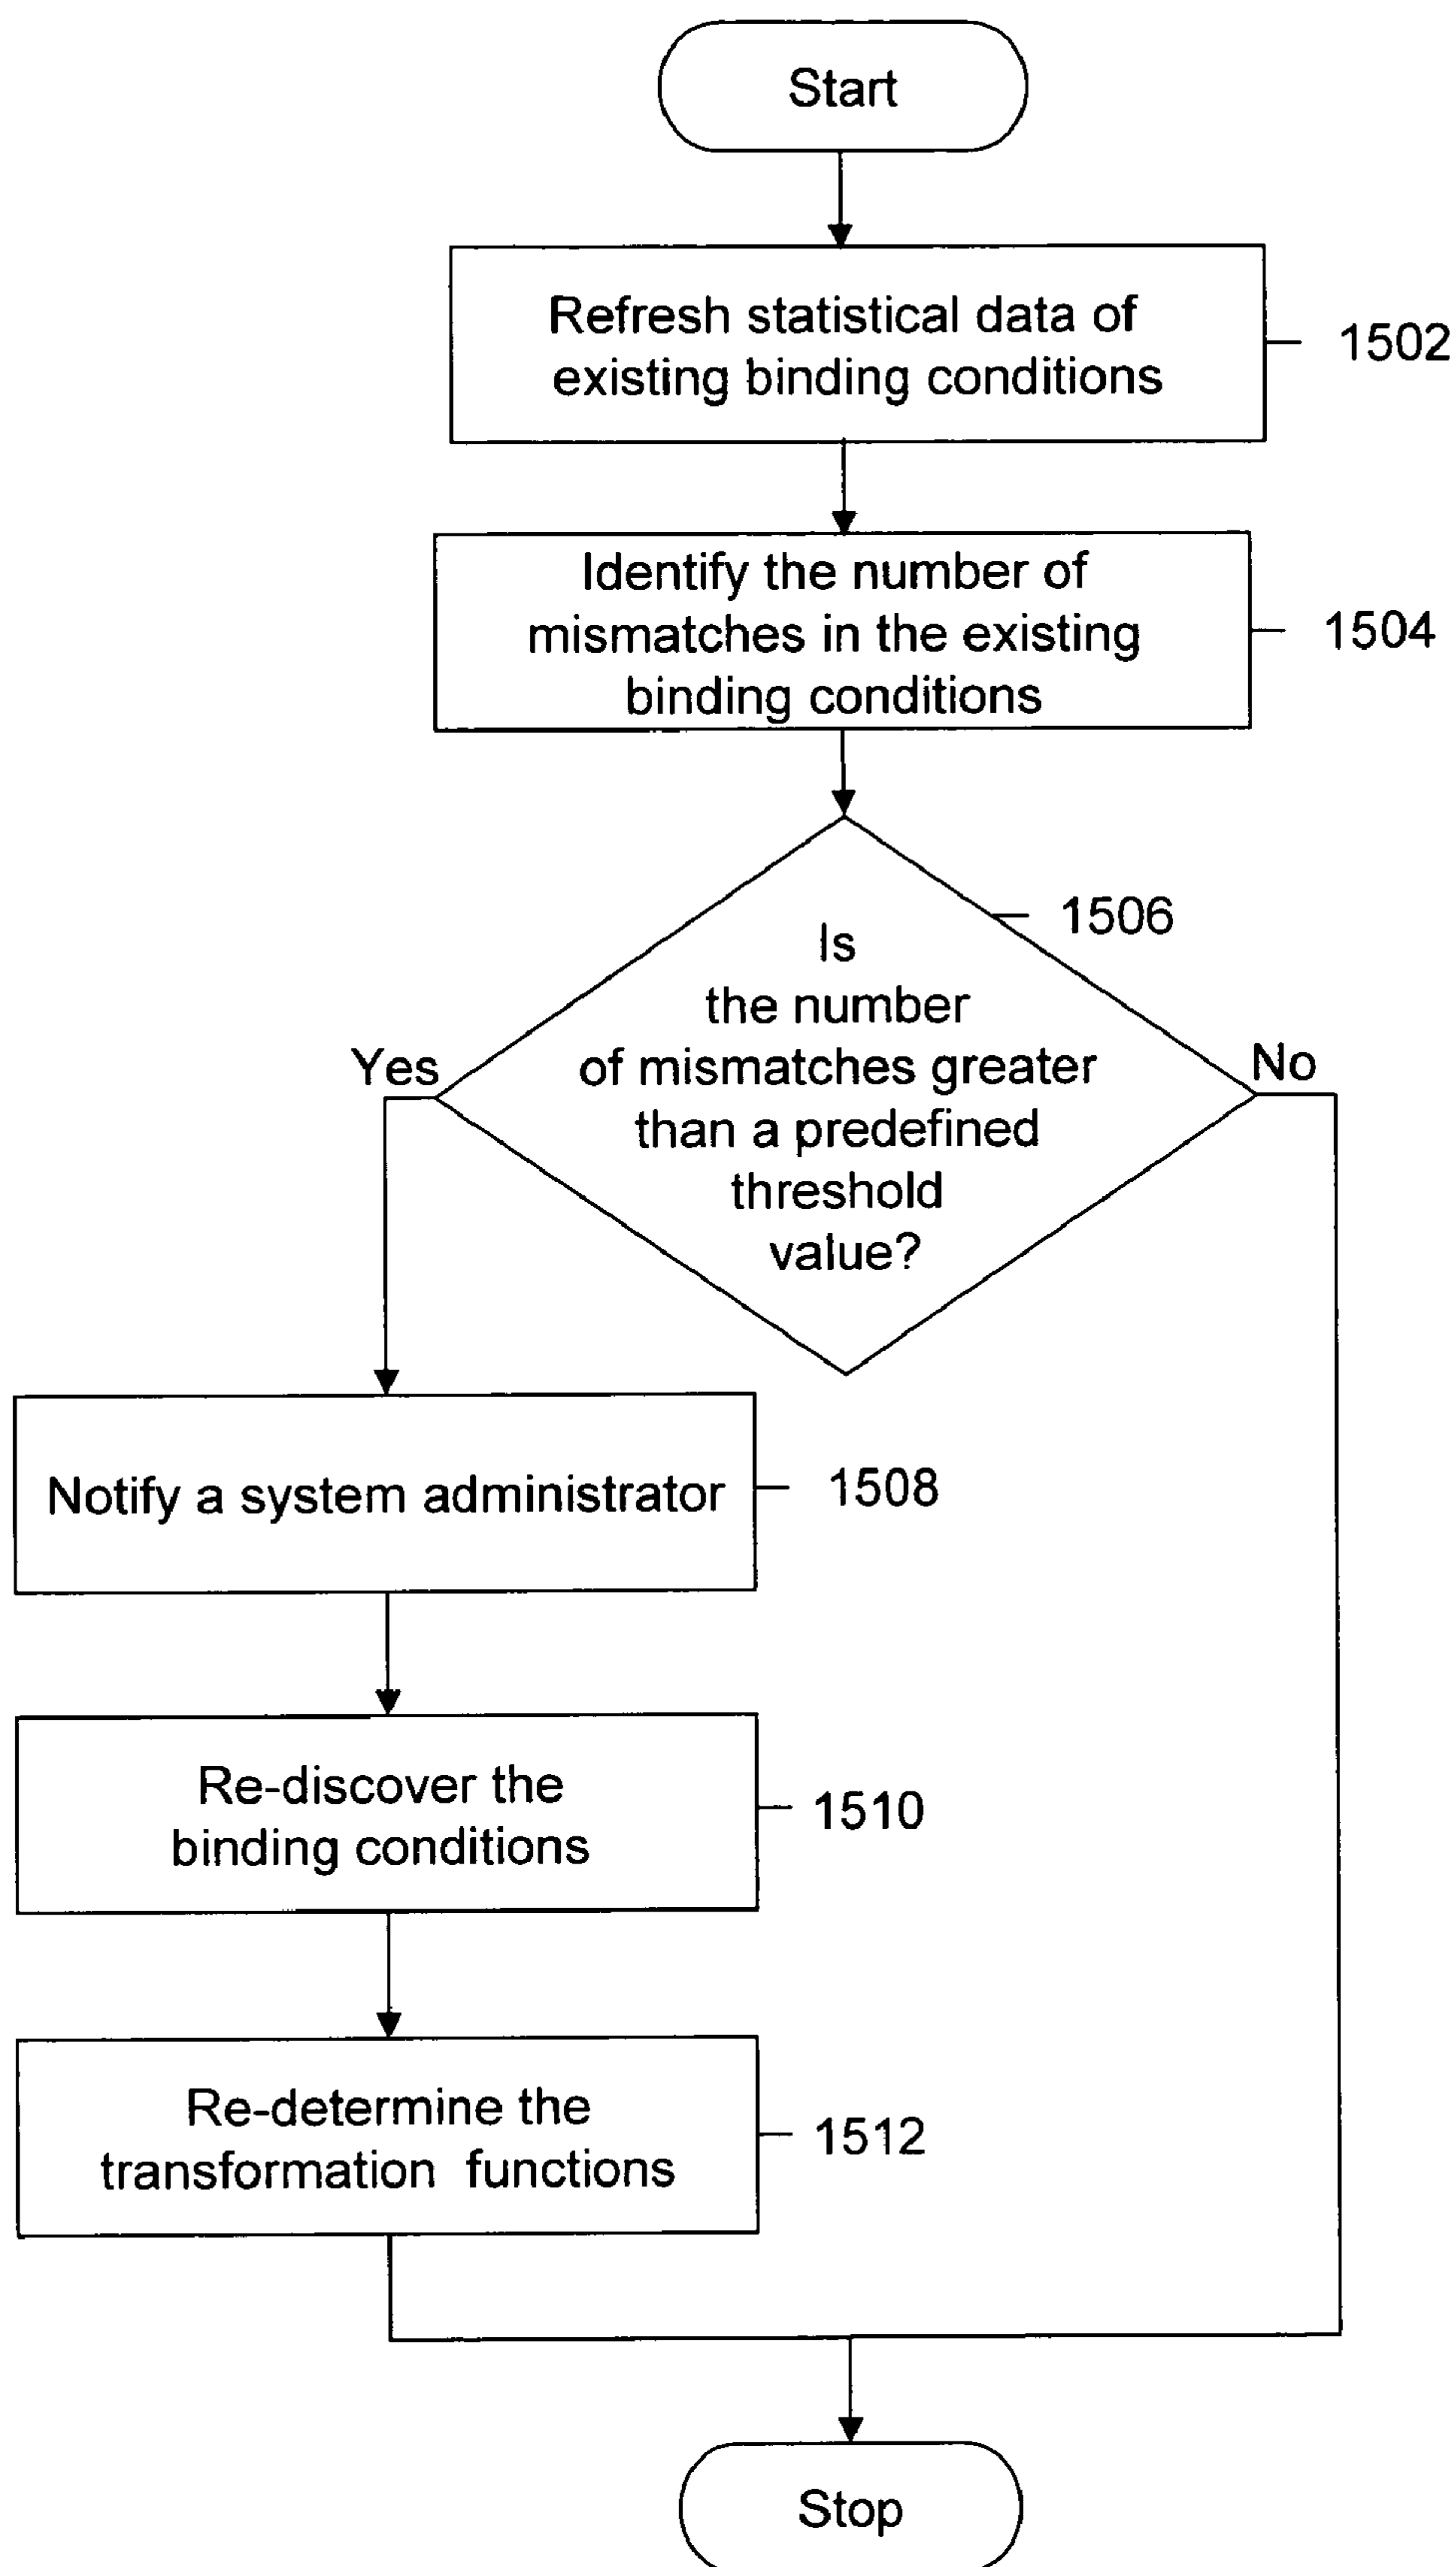 Start
Refresh statistical data of
existing binding conditions
1502
Identify the number of
mismatches in the existing
binding conditions
1504
1506
Is
the number
of mismatches greater
than a predefined
threshold
value?
Yes
No
Notify a system administrator
1508
Re-discover the
binding conditions
1510
Re-determine the
transformation functions
1512
Stop